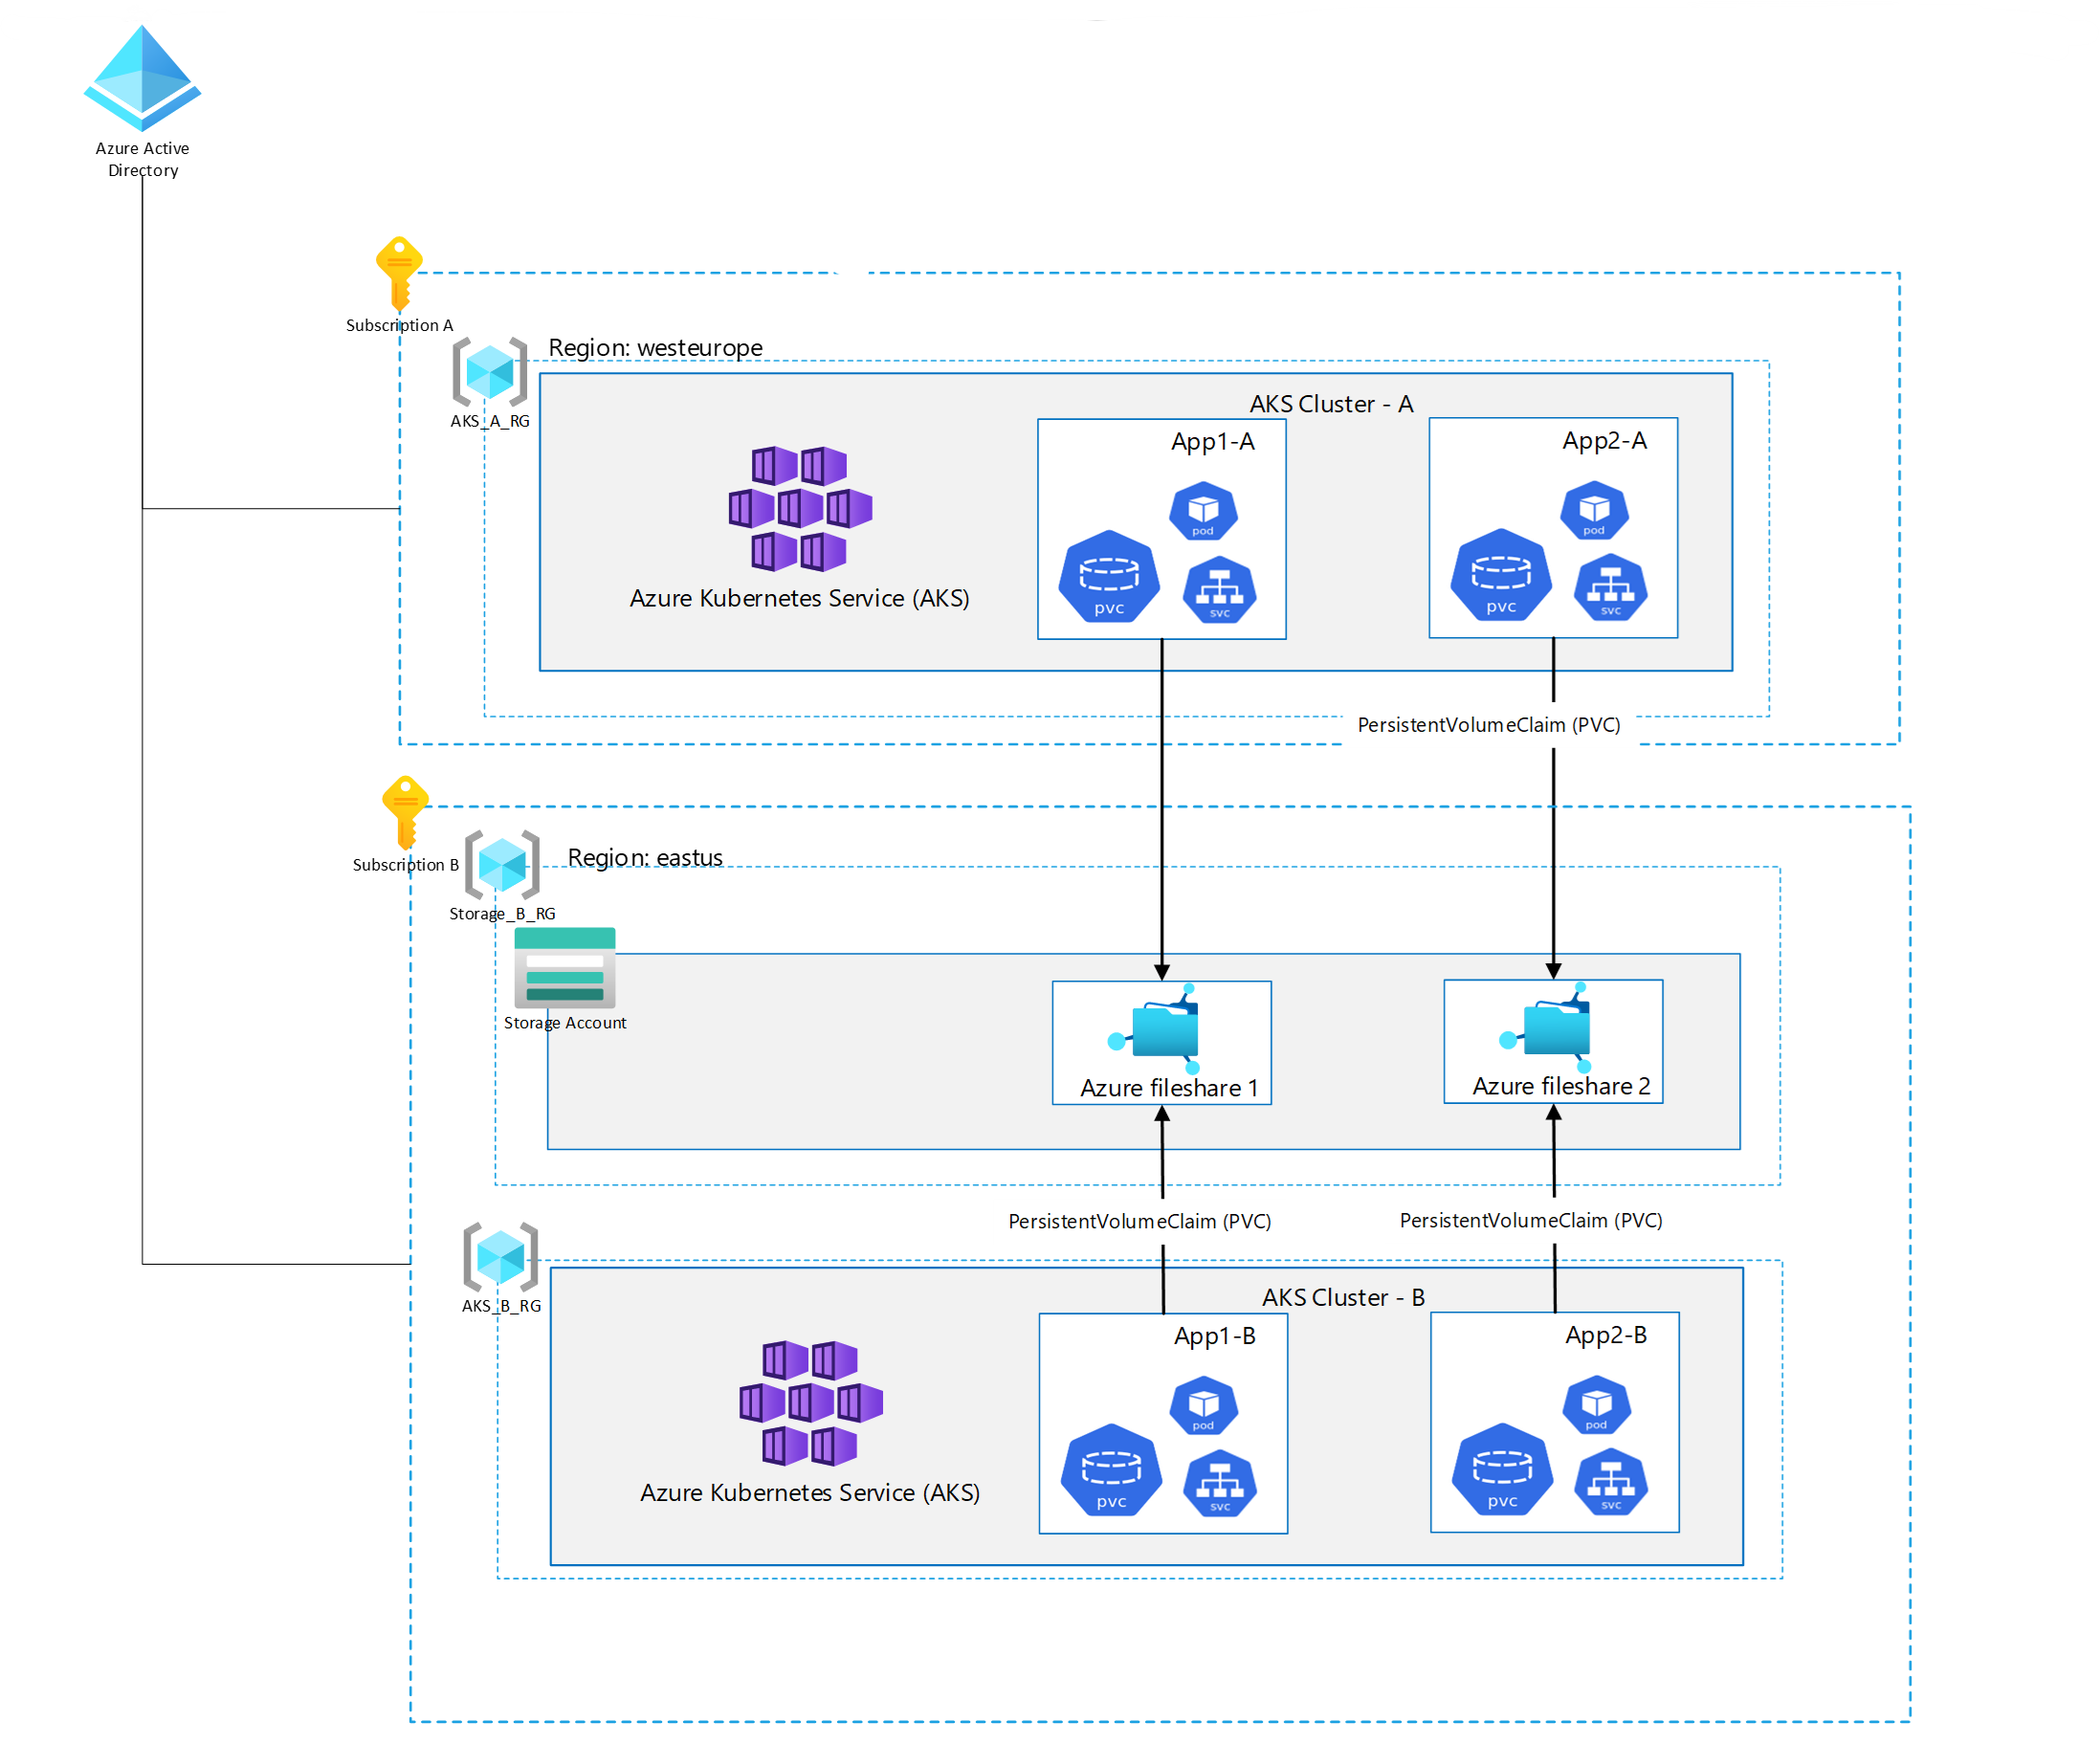 Azure Active
Directory
Subscription A
Region: westeurope
AKS_A_RG
AKS Cluster - A
App1-A
App2-A
pod
pod
pvc
svc
pvc
svc
Azure Kubernetes Service (AKS)
PersistentVolumeClaim (PVC)
Subscription B
Region: eastus
Storage_B_RG
Storage Account
Azure fileshare 1
Azure fileshare 2
PersistentVolumeClaim (PVC)
PersistentVolumeClaim (PVC)
AKS_B_RG
AKS Cluster - B
App1-B
App2-B
pod
pod
pvc
svc
pvc
svc
Azure Kubernetes Service (AKS)